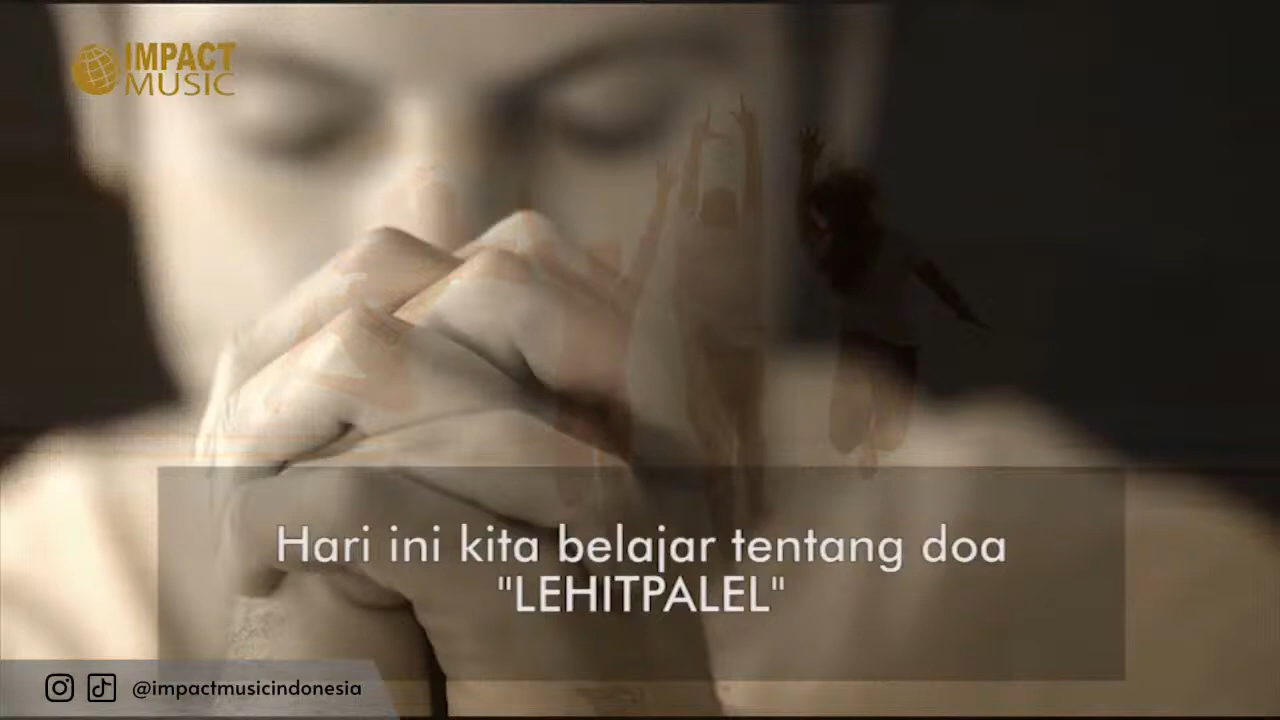 IMPACT
MUSIC
Hari ini kita belajar tentang doa
"LEHITPALEL"
@impactmusicindonesia